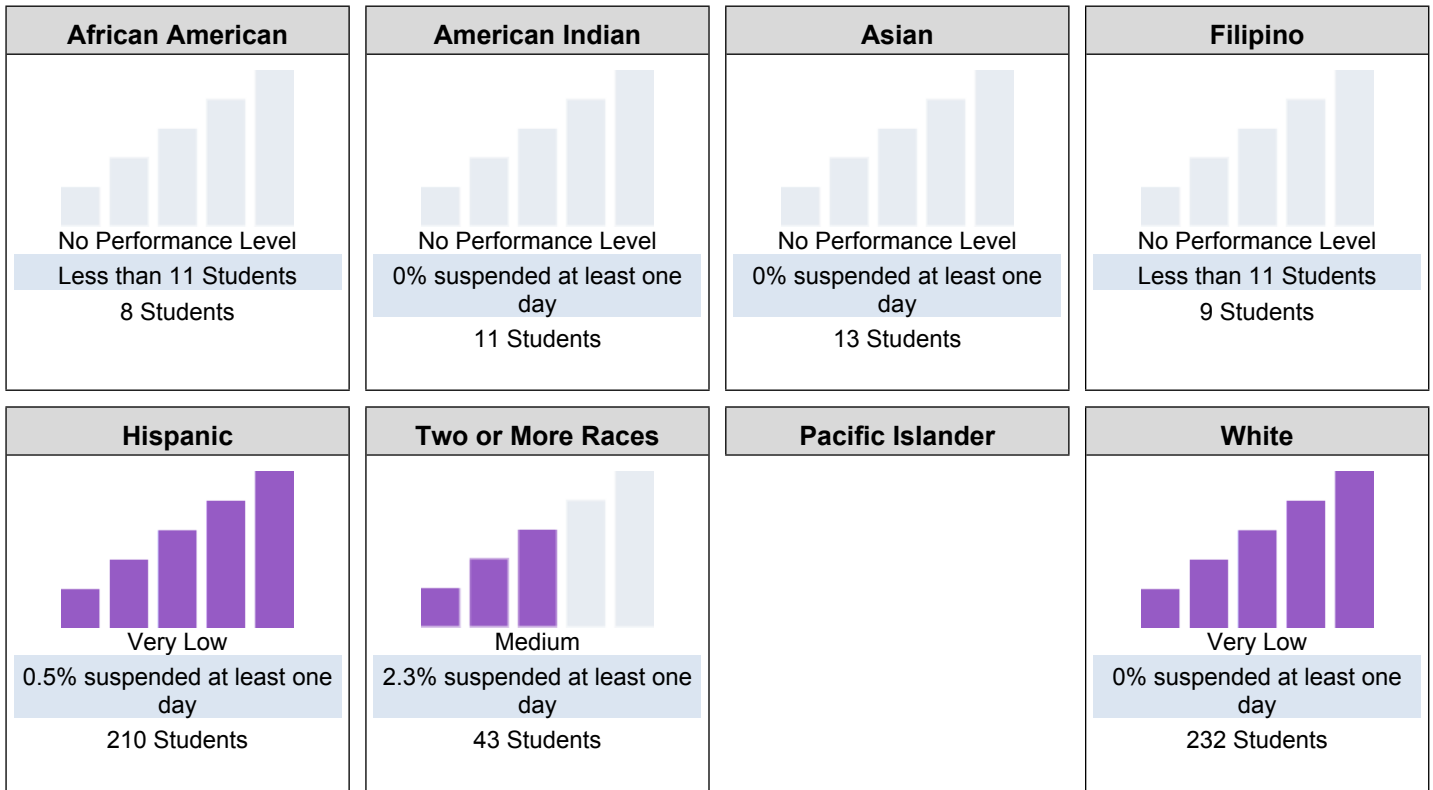 African American
No Performance Level
Less than 11 Students
8 Students
American Indian
No Performance Level
0% suspended at least one
day
11 Students
Asian
No Performance Level
0% suspended at least one
day
13 Students
Filipino
No Performance Level
Less than 11 Students
9 Students
Hispanic
Very Low
0.5% suspended at least one
day
210 Students
Two or More Races
Medium
2.3% suspended at least one
day
43 Students
Pacific Islander
White
Very Low
0% suspended at least one
day
232 Students